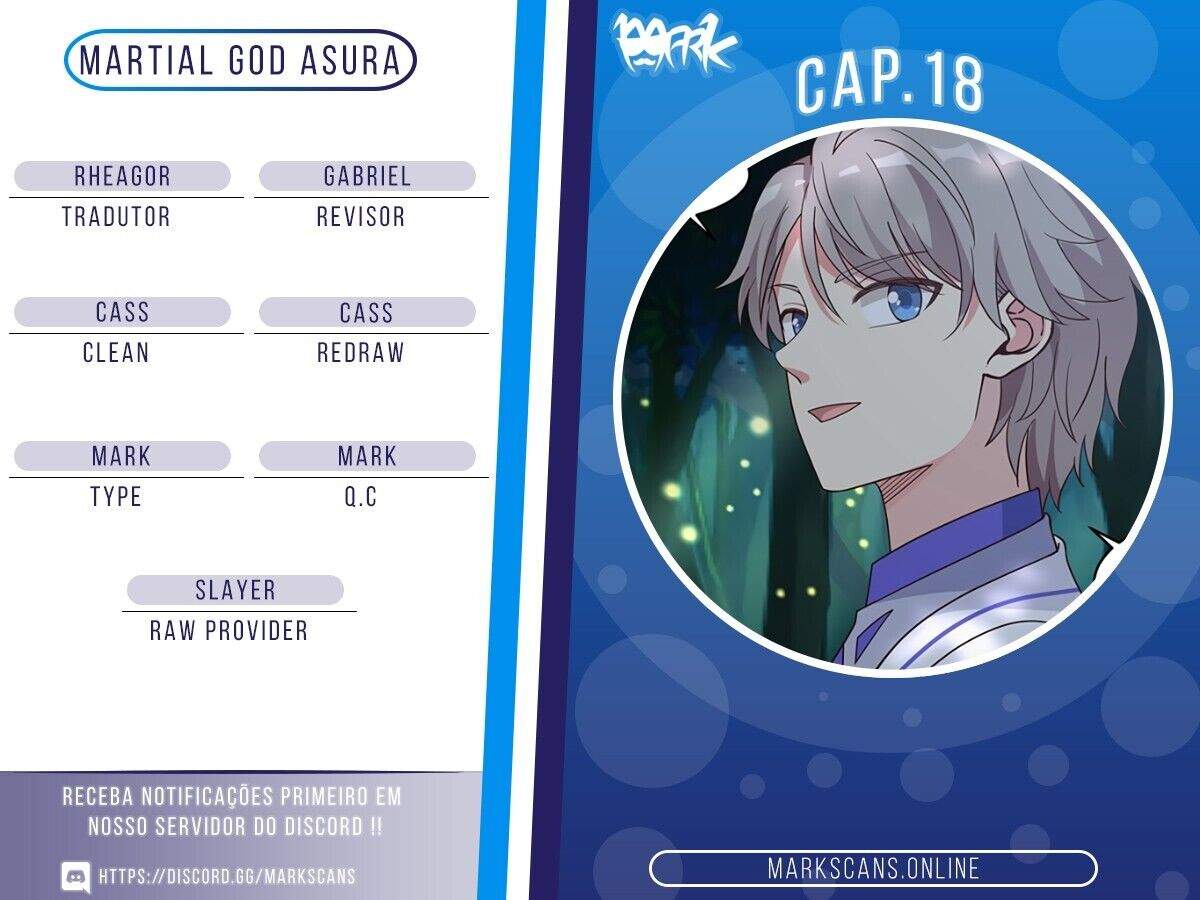 MARTIAL GOD ASURA
RHEAGOR
TRADUTOR
GABRIEL
REVISOR
CASS
CLEAN
CASS
REDRAW
MARK
TYPE
MARK
Q.C
SLAYER
RAW PROVIDER
RECEBA NOTIFICAÇÕES PRIMEIRO EM
NOSSO SERVIDOR DO DISCORD !!
HTTPS://DISCORD.GG/MARKSCANS
MARK
CAP.18
MARKSCANS.ONLINE